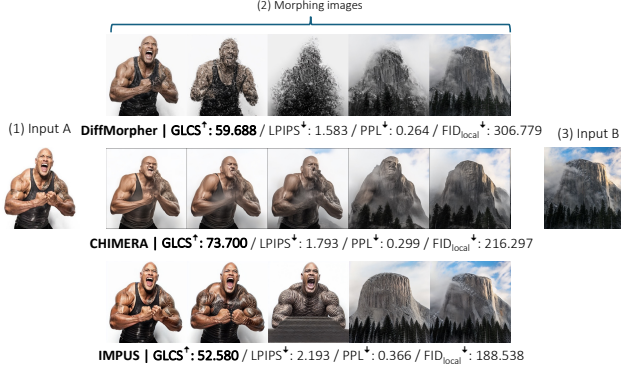 (2) Morphing images
(1) Input A
DiffMorpher | GLCS↑: 59.688 / LPIPS↓: 1.583 / PPL↓: 0.264 / FIDlocal↓: 306.779
(3) Input B
CHIMERA | GLCS↑: 73.700 / LPIPS↓: 1.793 / PPL↓: 0.299 / FIDlocal↓: 216.297
IMPUS | GLCS↑: 52.580 / LPIPS↓: 2.193 / PPL↓: 0.366 / FIDlocal↓: 188.538